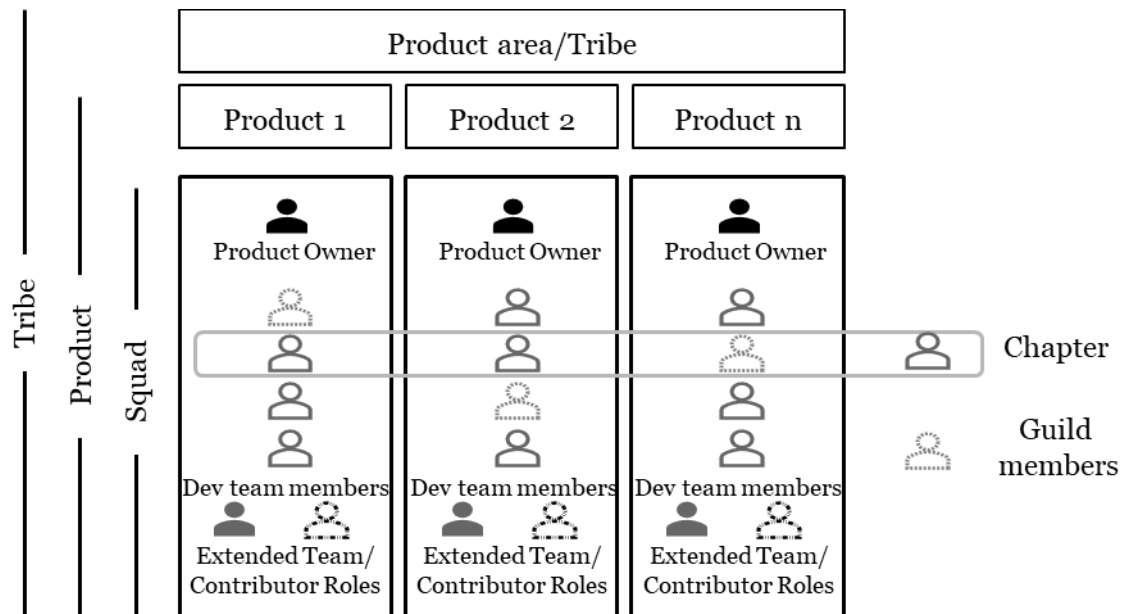 Product area/Tribe
Product 1
Product 2
Product n
Tribe
Product
Squad
Product Owner
Product Owner
Product Owner
Chapter
Guild
members
Dev team members
Dev team members
Dev team members
Extended Team/
Contributor Roles
Extended Team/
Contributor Roles
Extended Team/
Contributor Roles